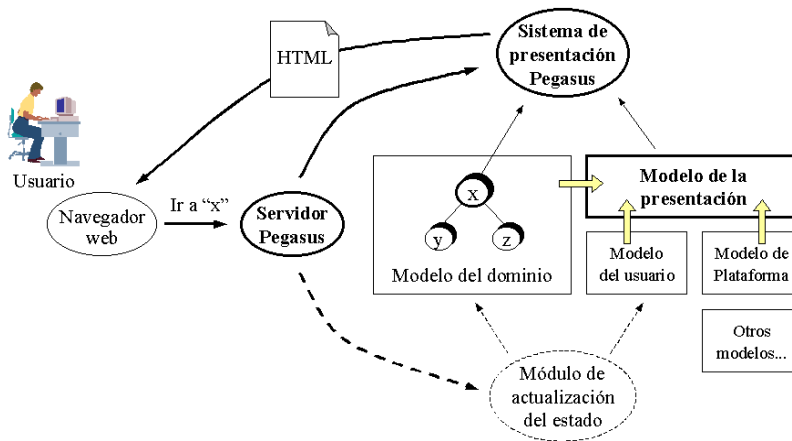 Sistema de
presentación
Pegasus
HTML
Usuario
Navegador
web
Ir a “x”
Servidor
Pegasus
x
y
z
Modelo del dominio
Modelo de la
presentación
Modelo
del usuario
Modelo de
Plataforma
Otros
modelos...
Módulo de
actualización
del estado